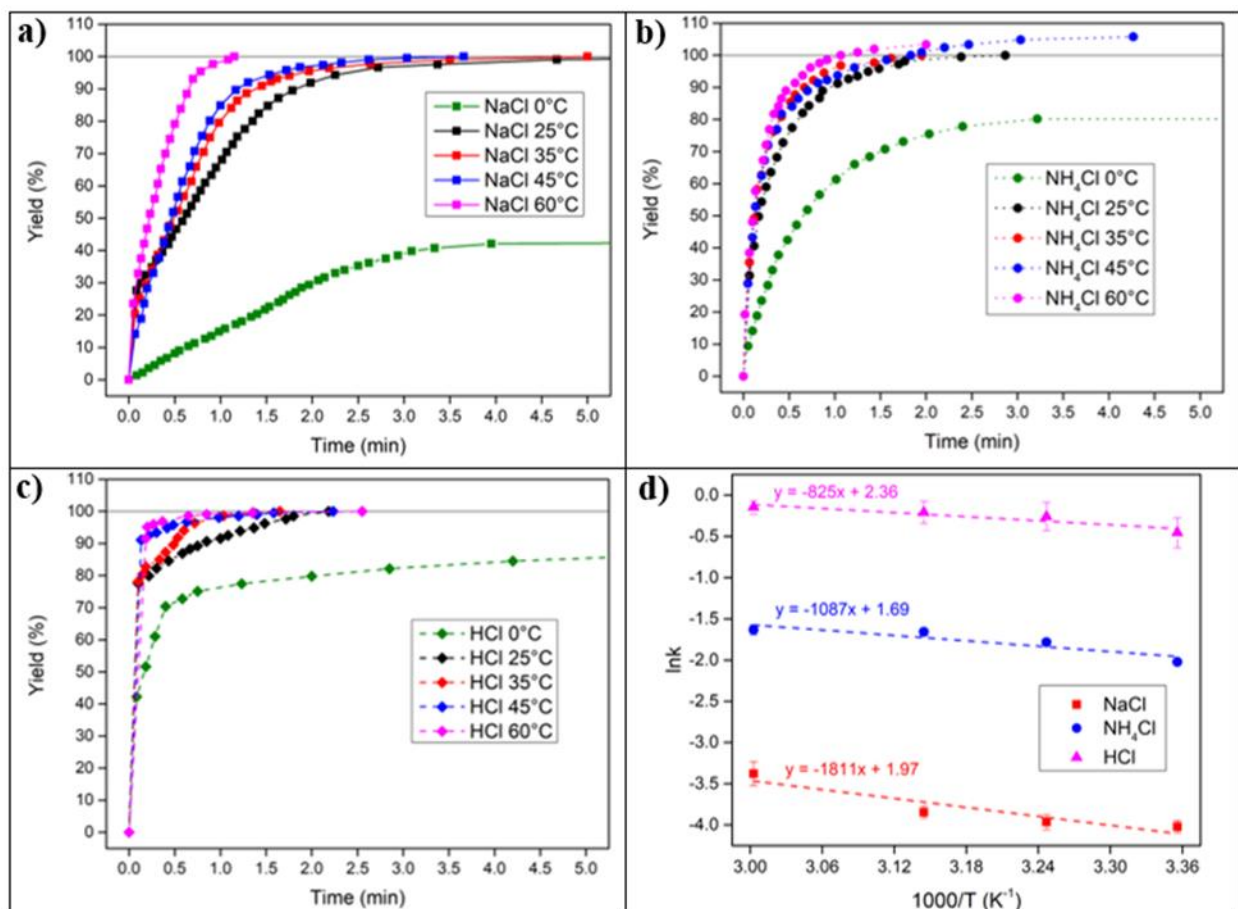 a)
110
100
90
80
70
60
50
40
30
20
10
0
Yield (%)
NaCl 0°C
NaCl 25°C
NaCl 35°C
NaCl 45°C
NaCl 60°C
0.0 0.5 1.0 1.5 2.0 2.5 3.0 3.5 4.0 4.5 5.0
Time (min)
b)
110
100
90
80
70
60
50
40
30
20
10
0
Yield (%)
NH₄Cl 0°C
NH₄Cl 25°C
NH₄Cl 35°C
NH₄Cl 45°C
NH₄Cl 60°C
0.0 0.5 1.0 1.5 2.0 2.5 3.0 3.5 4.0 4.5 5.0
Time (min)
c)
110
100
90
80
70
60
50
40
30
20
10
0
Yield (%)
HCl 0°C
HCl 25°C
HCl 35°C
HCl 45°C
HCl 60°C
0.0 0.5 1.0 1.5 2.0 2.5 3.0 3.5 4.0 4.5 5.0
Time (min)
d)
0.0
-0.5
-1.0
-1.5
-2.0
-2.5
-3.0
-3.5
-4.0
lnk
y = -825x + 2.36
y = -1087x + 1.69
NaCl
NH₄Cl
HCl
y = -1811x + 1.97
3.00 3.06 3.12 3.18 3.24 3.30 3.36
1000/T (K⁻¹)